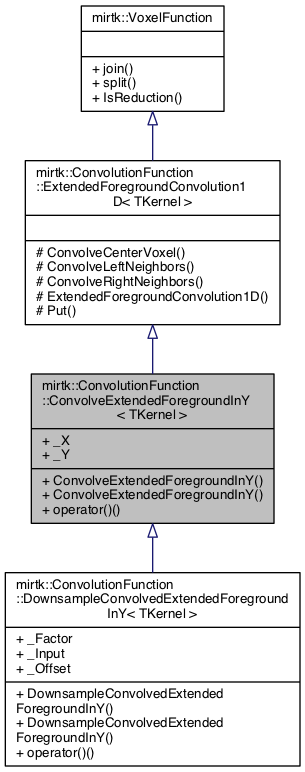 mirtk::VoxelFunction
+ join()
+ split()
+ IsReduction()
mirtk::ConvolutionFunction
::ExtendedForegroundConvolution1
D< TKernel >
# ConvolveCenterVoxel()
# ConvolveLeftNeighbors()
# ConvolveRightNeighbors()
# ExtendedForegroundConvolution1D()
# Put()
mirtk::ConvolutionFunction
::ConvolveExtendedForegroundInY
< TKernel >
+ _X
+ _Y
+ ConvolveExtendedForegroundInY()
+ ConvolveExtendedForegroundInY()
+ operator()()
mirtk::ConvolutionFunction
::DownsampleConvolvedExtendedForeground
InY< TKernel >
+ _Factor
+ _Input
+ _Offset
+ DownsampleConvolvedExtended
ForegroundInY()
+ DownsampleConvolvedExtended
ForegroundInY()
+ operator()()